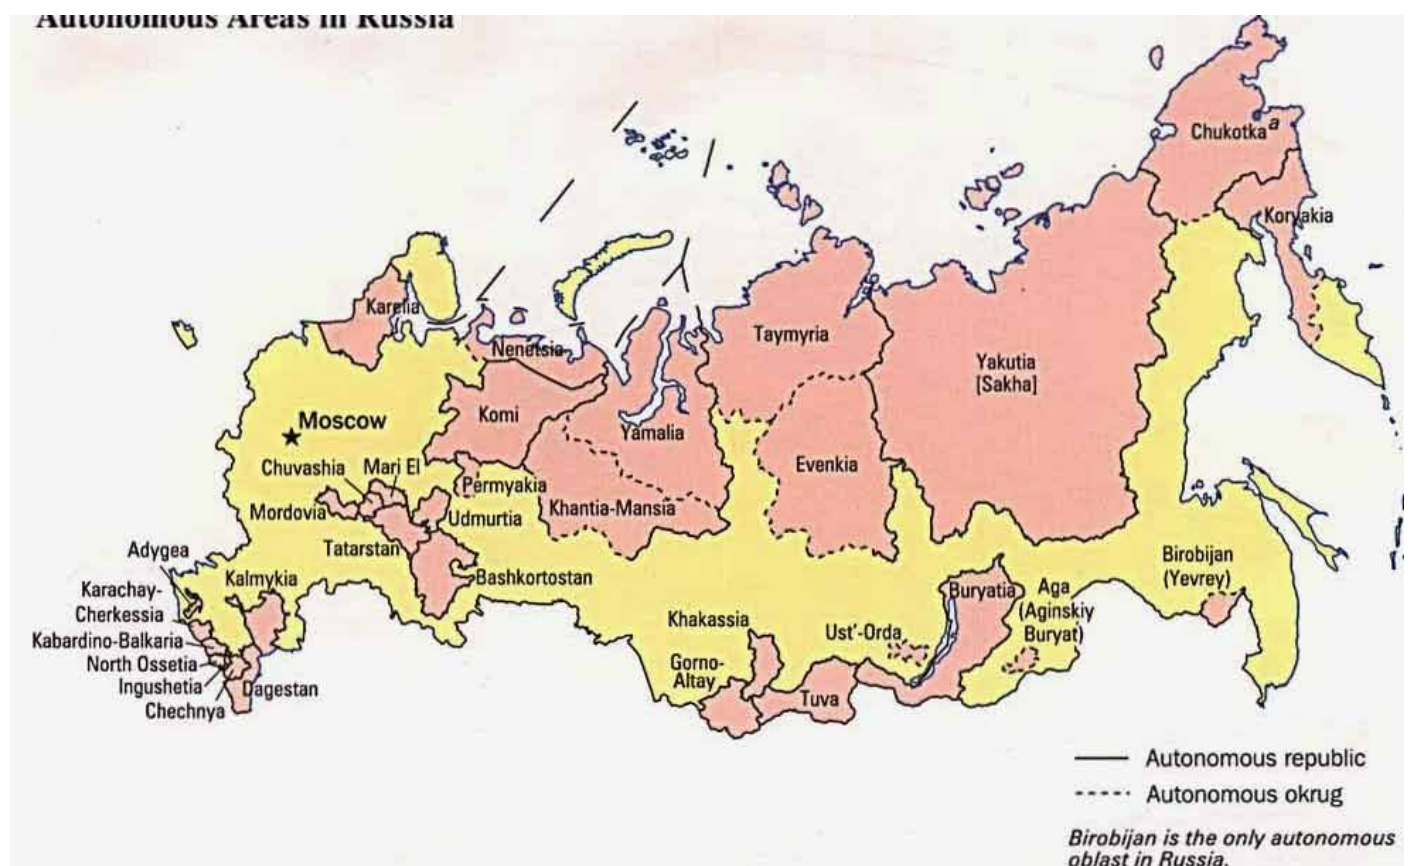 Autonomous Areas in Russia
Chukotka a
Koryakia
Karelia
Taymyria
Nenetsia
Yakutia
[Sakha]
Moscow
Komi
Yamalia
Evenkia
Chuvashia
Mari El
Permyakia
Mordovia
Khantia-Mansia
Udmurtia
Tatarstan
Adygea
Birobijan
(Yevrey)
Kalmykia
Bashkortostan
Karachay-
Cherkessia
Buryatia
Aga
(Aginskiy
Buryat)
Khakassia
Ust'-Orda
Kabardino-Balkaria
North Ossetia
Gorno-
Altay
Ingushetia
Dagestan
Chechnya
Tuva
Autonomous republic
Autonomous okrug
Birobijan is the only autonomous
oblast in Russia.